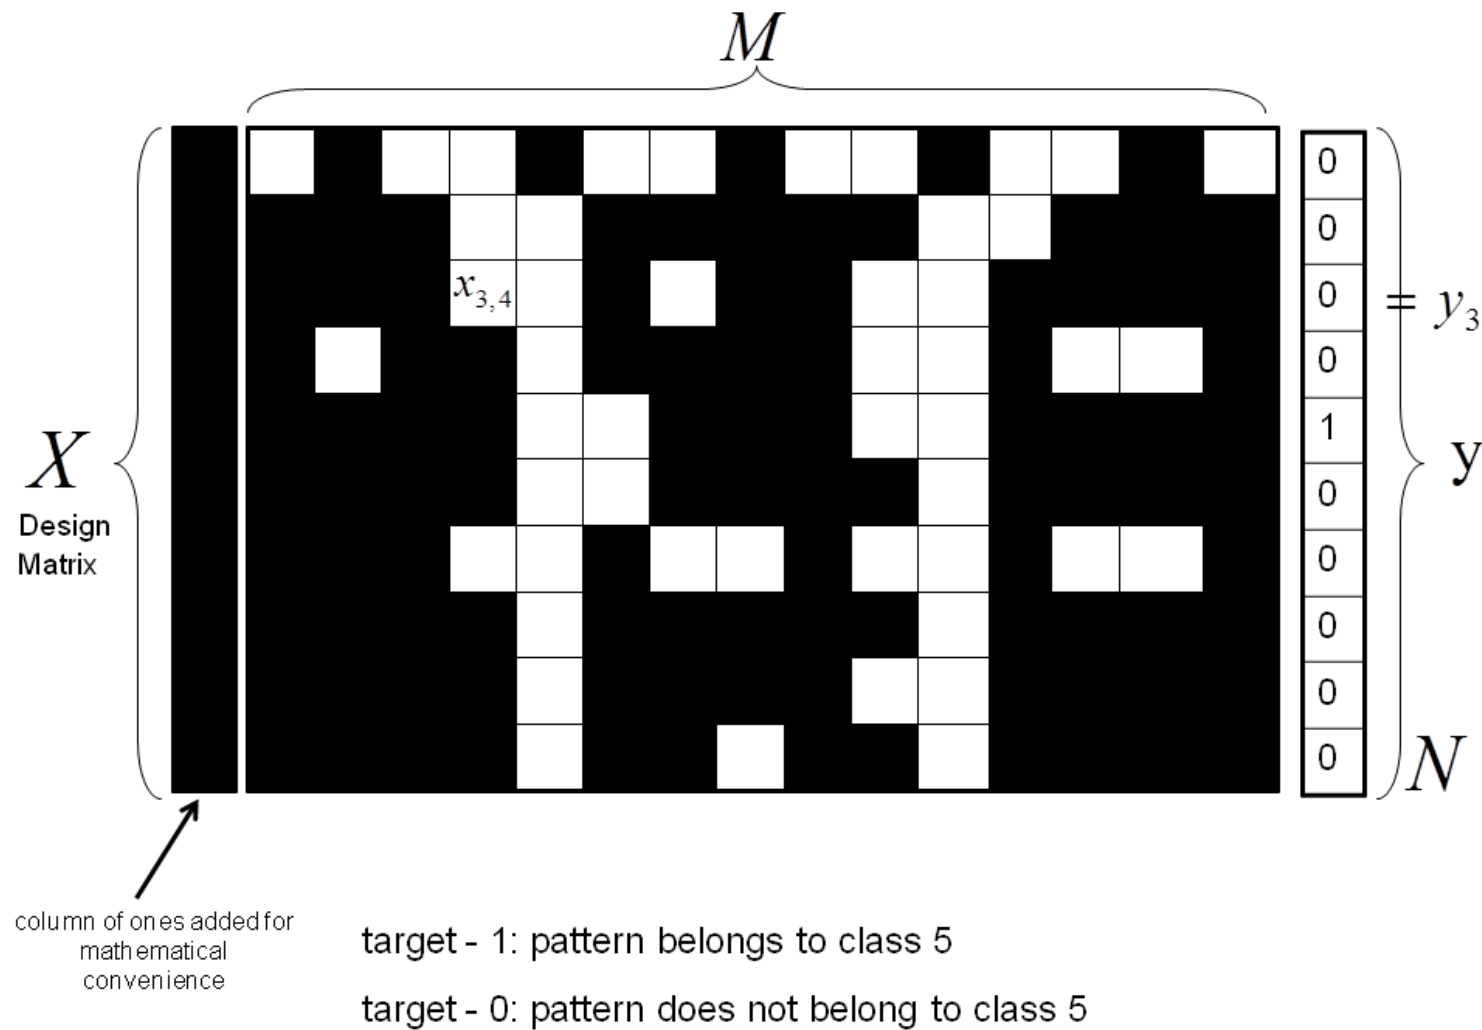 M
0
0
x3,4
0
= y3
0
1
X
y
0
Design
Matrix
0
0
0
0
N
column of ones added for
mathematical
convenience
target - 1: pattern belongs to class 5
target - 0: pattern does not belong to class 5